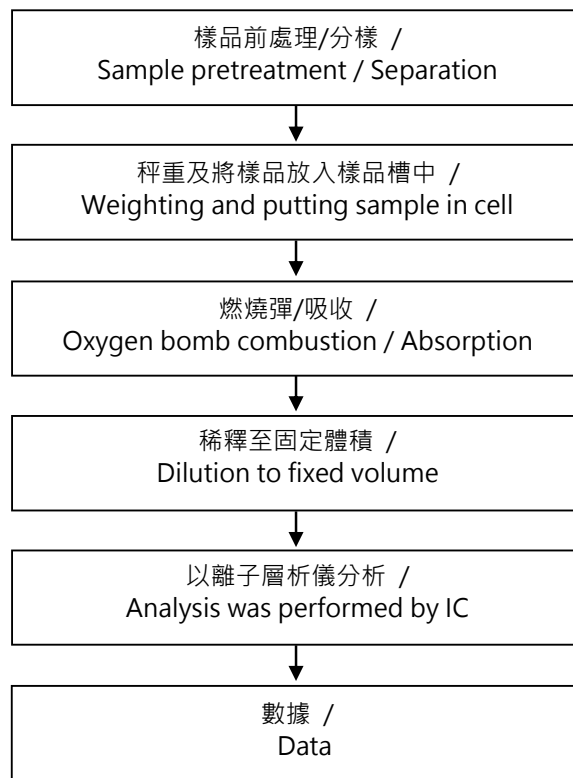 樣品前處理/分樣 /
Sample pretreatment / Separation
秤重及將樣品放入樣品槽中 /
Weighting and putting sample in cell
燃燒彈/吸收 /
Oxygen bomb combustion / Absorption
稀釋至固定體積 /
Dilution to fixed volume
以離子層析儀分析 /
Analysis was performed by IC
數據 /
Data